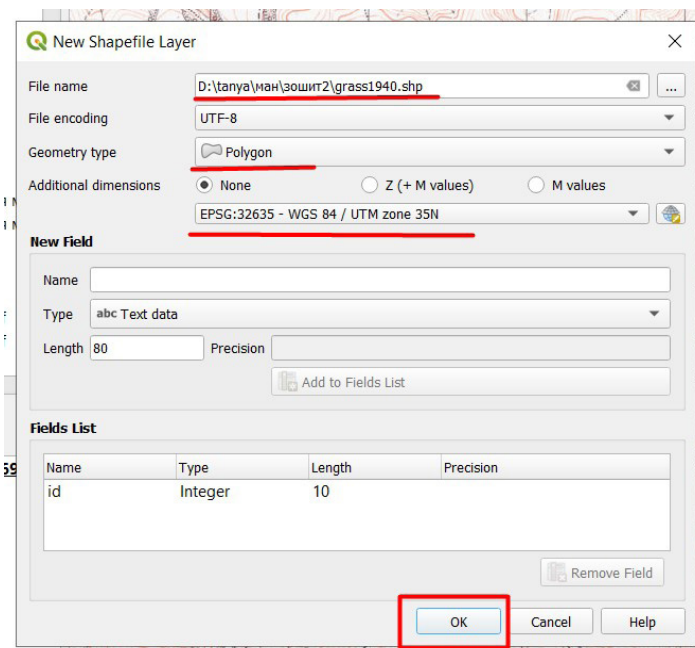 New Shapefile Layer
File name D:\tanya\ман\зошит2\grass1940.shp ...
File encoding UTF-8
Geometry type Polygon
Additional dimensions None Z (+ M values) M values
EPSG:32635 - WGS 84 / UTM zone 35N
New Field
Name
Type abc Text data
Length 80 Precision
Add to Fields List
Fields List
Name Type Length Precision
id Integer 10
Remove Field
OK Cancel Help